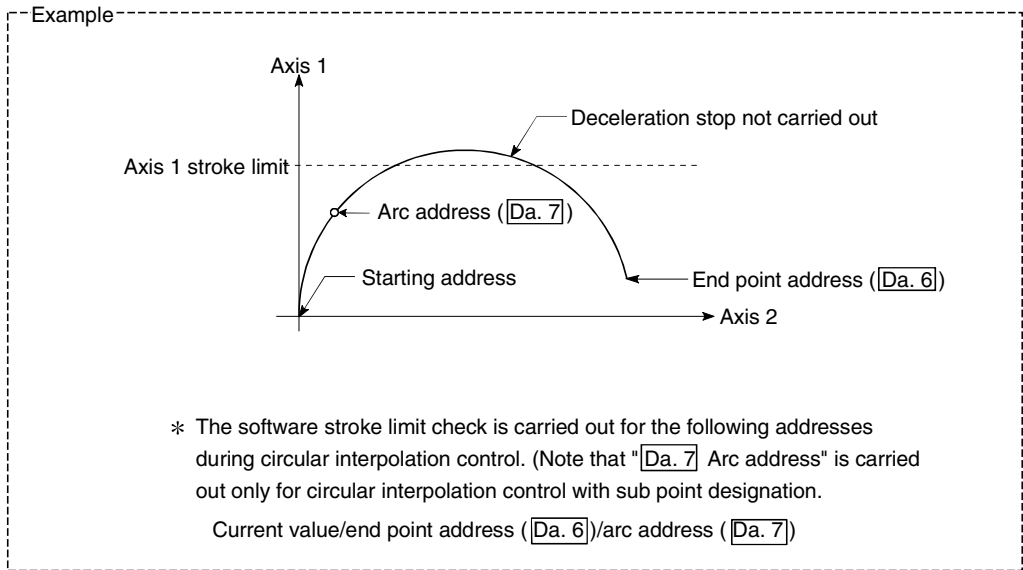 Example
Axis 1
Deceleration stop not carried out
Axis 1 stroke limit
Arc address (Da. 7)
Starting address
End point address (Da. 6)
Axis 2
* The software stroke limit check is carried out for the following addresses
during circular interpolation control. (Note that "Da. 7 Arc address" is carried
out only for circular interpolation control with sub point designation.
Current value/end point address (Da. 6)/arc address (Da. 7)